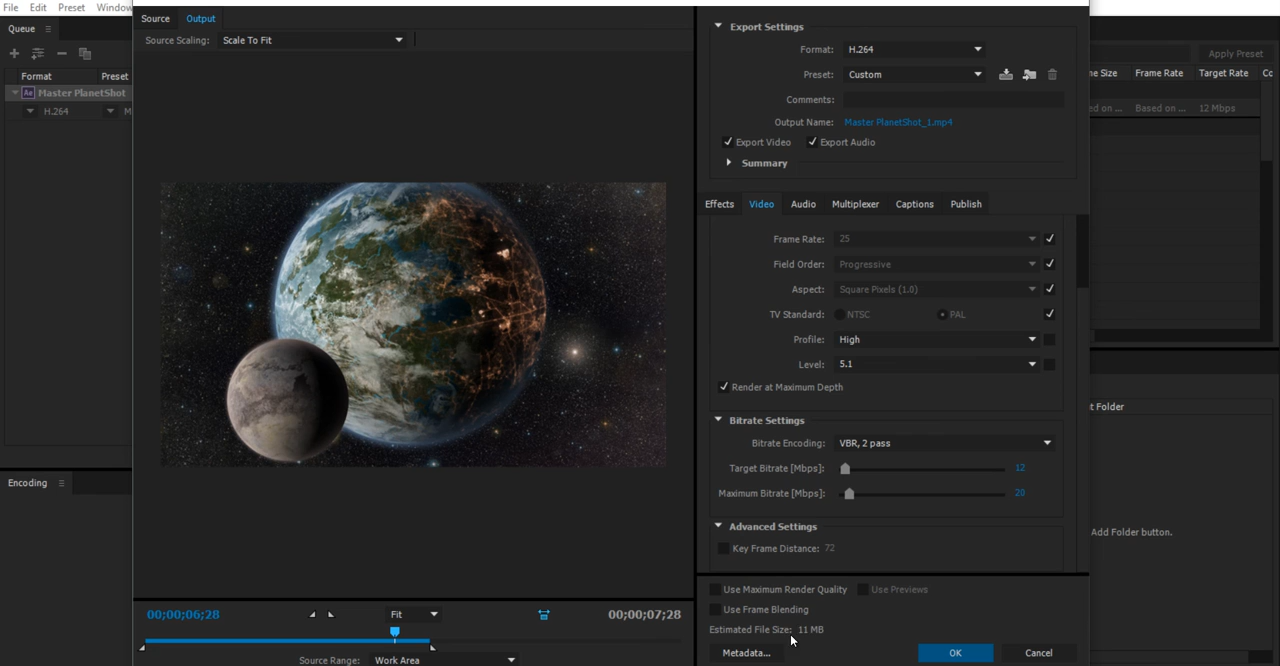 File Edit Preset Window
Queue
Format Preset
Ae Master PlanetShot
H.264 M
Encoding
Source Output
Source Scaling: Scale To Fit
00;00;06;28 Fit 00;00;07;28
Source Range: Work Area
Export Settings
Format: H.264
Preset: Custom
Comments:
Output Name: Master PlanetShot_1.mp4
Export Video Export Audio
Summary
Effects Video Audio Multiplexer Captions Publish
Frame Rate: 25
Field Order: Progressive
Aspect: Square Pixels (1.0)
TV Standard: NTSC PAL
Profile: High
Level: 5.1
Render at Maximum Depth
Bitrate Settings
Bitrate Encoding: VBR, 2 pass
Target Bitrate [Mbps]: 12
Maximum Bitrate [Mbps]: 20
Advanced Settings
Key Frame Distance: 72
Use Maximum Render Quality Use Previews
Use Frame Blending
Estimated File Size: 11 MB
Metadata... OK Cancel
Apply Preset
ne Size Frame Rate Target Rate Co
ed on ... Based on ... 12 Mbps
t Folder
Add Folder button.